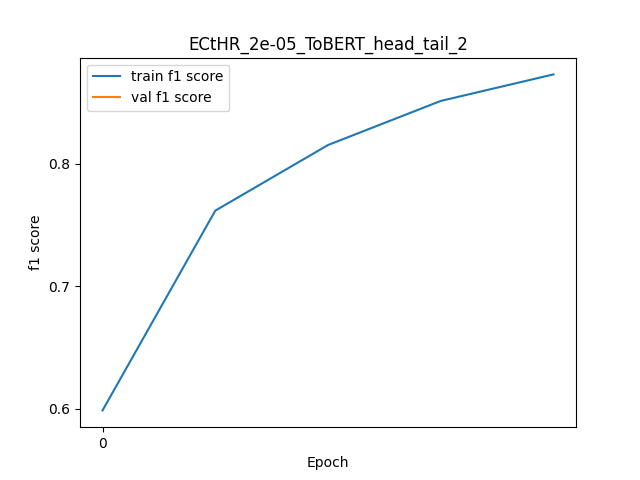 ECtHR_2e-05_ToBERT_head_tail_2
train f1 score
val f1 score
0.8
0.7
0.6
f1 score
0
Epoch